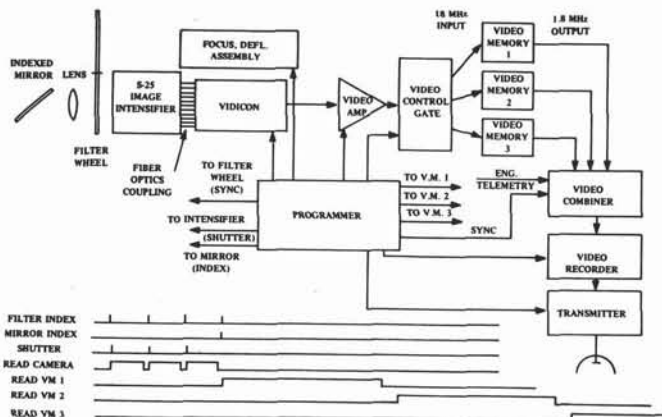 18 MHz
INPUT
1.8 MHz
OUTPUT
FOCUS, DEFL.
ASSEMBLY
VIDEO
MEMORY
1
INDEXED
MIRROR
LENS
S-25
IMAGE
INTENSIFIER
VIDICON
VIDEO
AMP.
VIDEO
CONTROL
GATE
VIDEO
MEMORY
2
VIDEO
MEMORY
3
FILTER
WHEEL
FIBER
OPTICS
COUPLING
TO FILTER
WHEEL
(SYNC)
TO INTENSIFIER
(SHUTTER)
TO MIRROR
(INDEX)
PROGRAMMER
TO V.M. 1
TO V.M. 2
TO V.M. 3
SYNC
ENG.
TELEMETRY
VIDEO
COMBINER
VIDEO
RECORDER
TRANSMITTER
FILTER INDEX
MIRROR INDEX
SHUTTER
READ CAMERA
READ VM 1
READ VM 2
READ VM 3